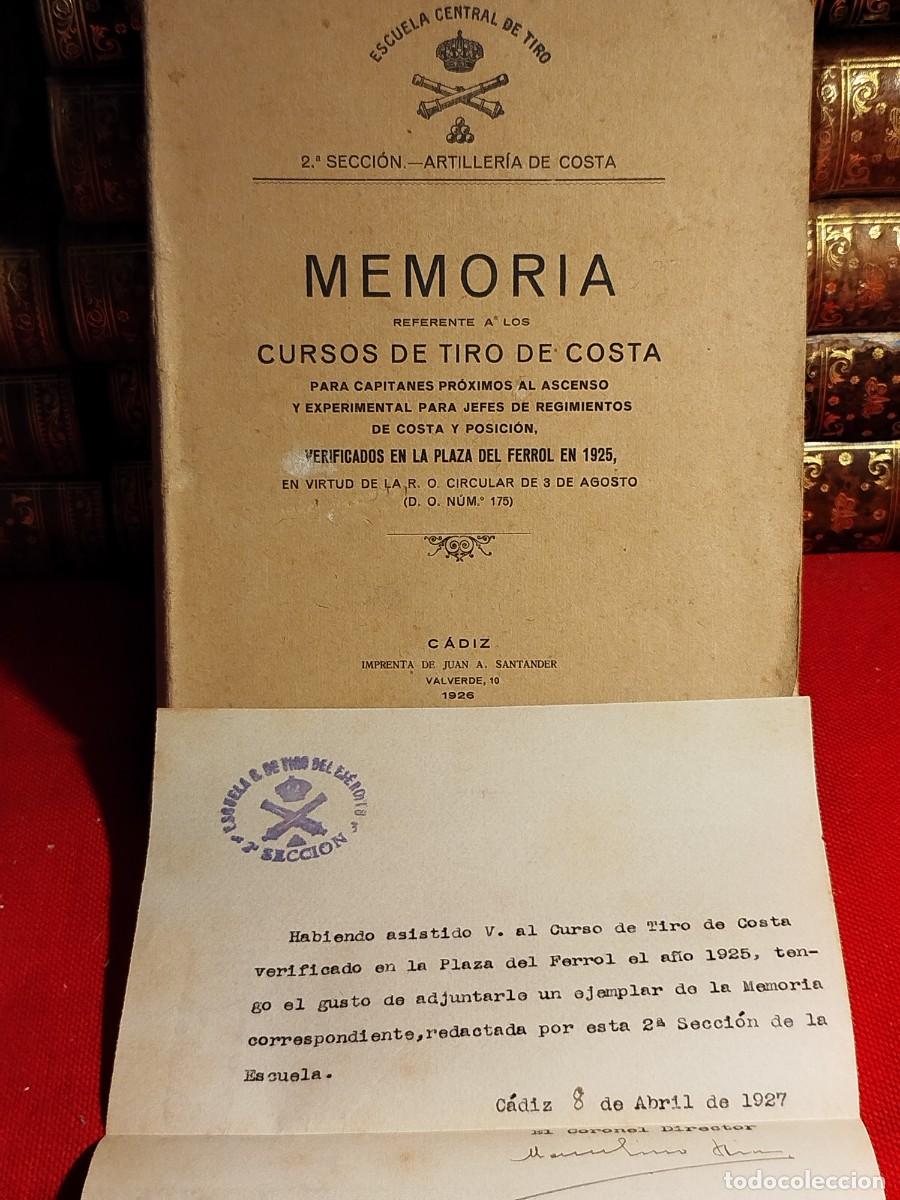 ESCUELA CENTRAL DE TIRO
2.ª SECCIÓN.—ARTILLERÍA DE COSTA
MEMORIA
REFERENTE A LOS
CURSOS DE TIRO DE COSTA
PARA CAPITANES PRÓXIMOS AL ASCENSO
Y EXPERIMENTAL PARA JEFES DE REGIMIENTOS
DE COSTA Y POSICIÓN,
VERIFICADOS EN LA PLAZA DEL FERROL EN 1925,
EN VIRTUD DE LA R. O. CIRCULAR DE 3 DE AGOSTO
(D. O. NÚM.º 175)
CÁDIZ
IMPRENTA DE JUAN A. SANTANDER
VALVERDE, 10
1926
ESCUELA C. DE TIRO DEL EJÉRCITO
2ª SECCION
Habiendo asistido V. al Curso de Tiro de Costa
verificado en la Plaza del Ferrol el año 1925, ten-
go el gusto de adjuntarle un ejemplar de la Memoria
correspondiente,redactada por esta 2ª Sección de la
Escuela.
Cádiz 8 de Abril de 1927
El Coronel Director
todocoleccion